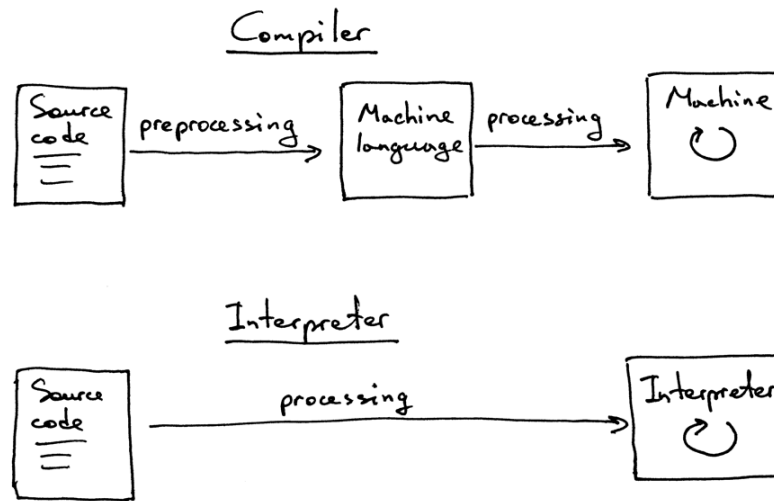 Compiler
Source
code
preprocessing
Machine
language
processing
Machine
Interpreter
Source
code
processing
Interpreter